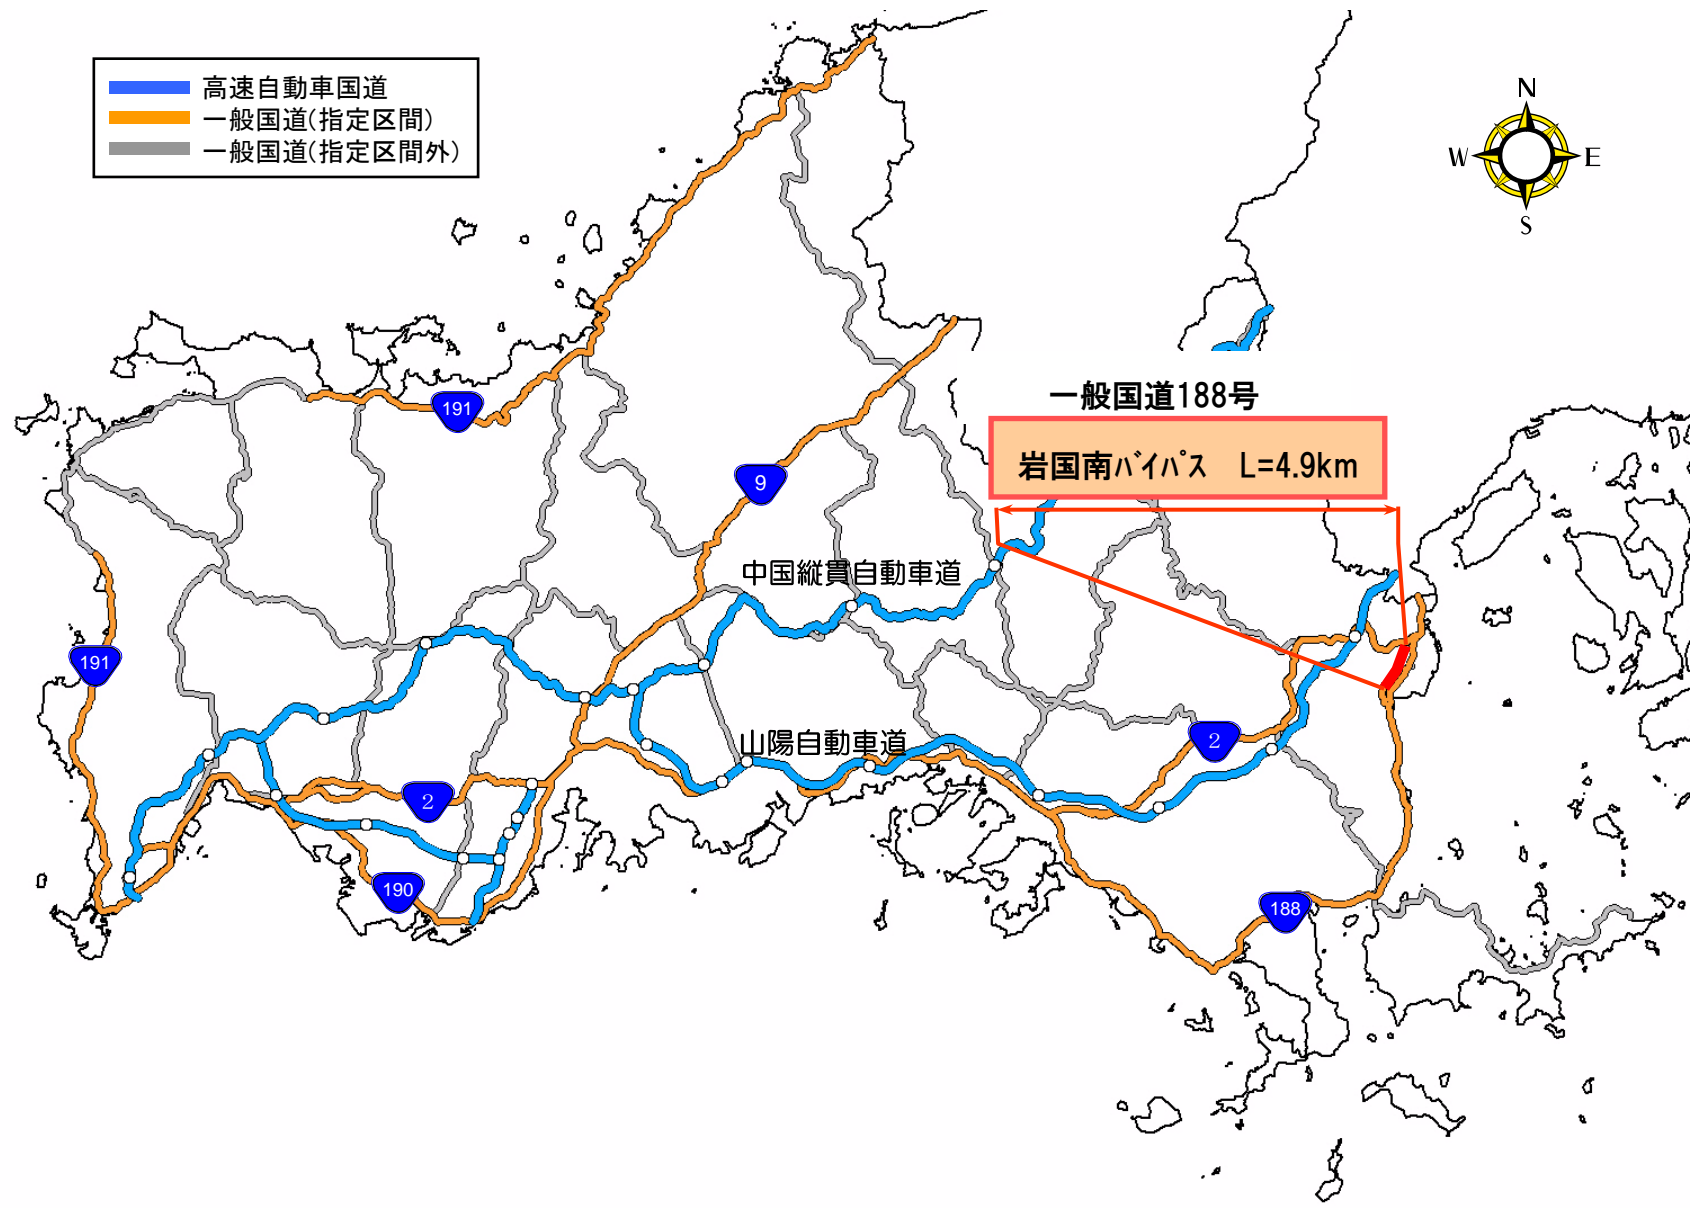 高速自動車国道
一般国道(指定区間)
一般国道(指定区間外)
N
W
E
S
一般国道188号
岩国南ﾊﾞｲﾊﾟｽ　L=4.9km
191
9
中国縦貫自動車道
191
山陽自動車道
2
2
190
188